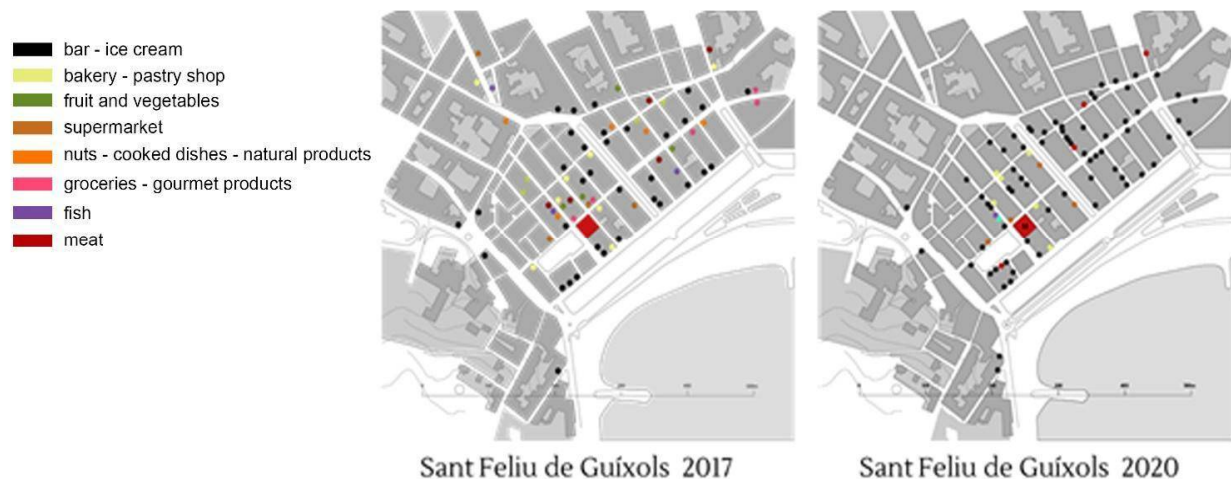 bar - ice cream
bakery - pastry shop
fruit and vegetables
supermarket
nuts - cooked dishes - natural products
groceries - gourmet products
fish
meat
Sant Feliu de Guíxols 2017
Sant Feliu de Guíxols 2020